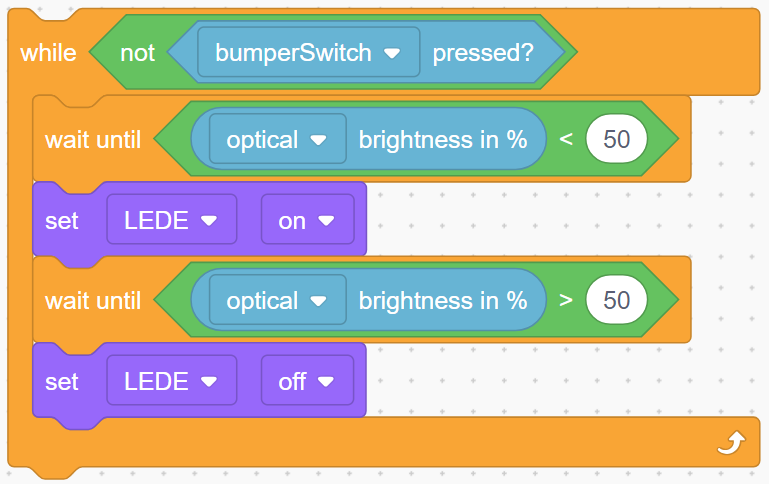 while not bumperSwitch pressed?
wait until optical brightness in % < 50
set LEDE on
wait until optical brightness in % > 50
set LEDE off